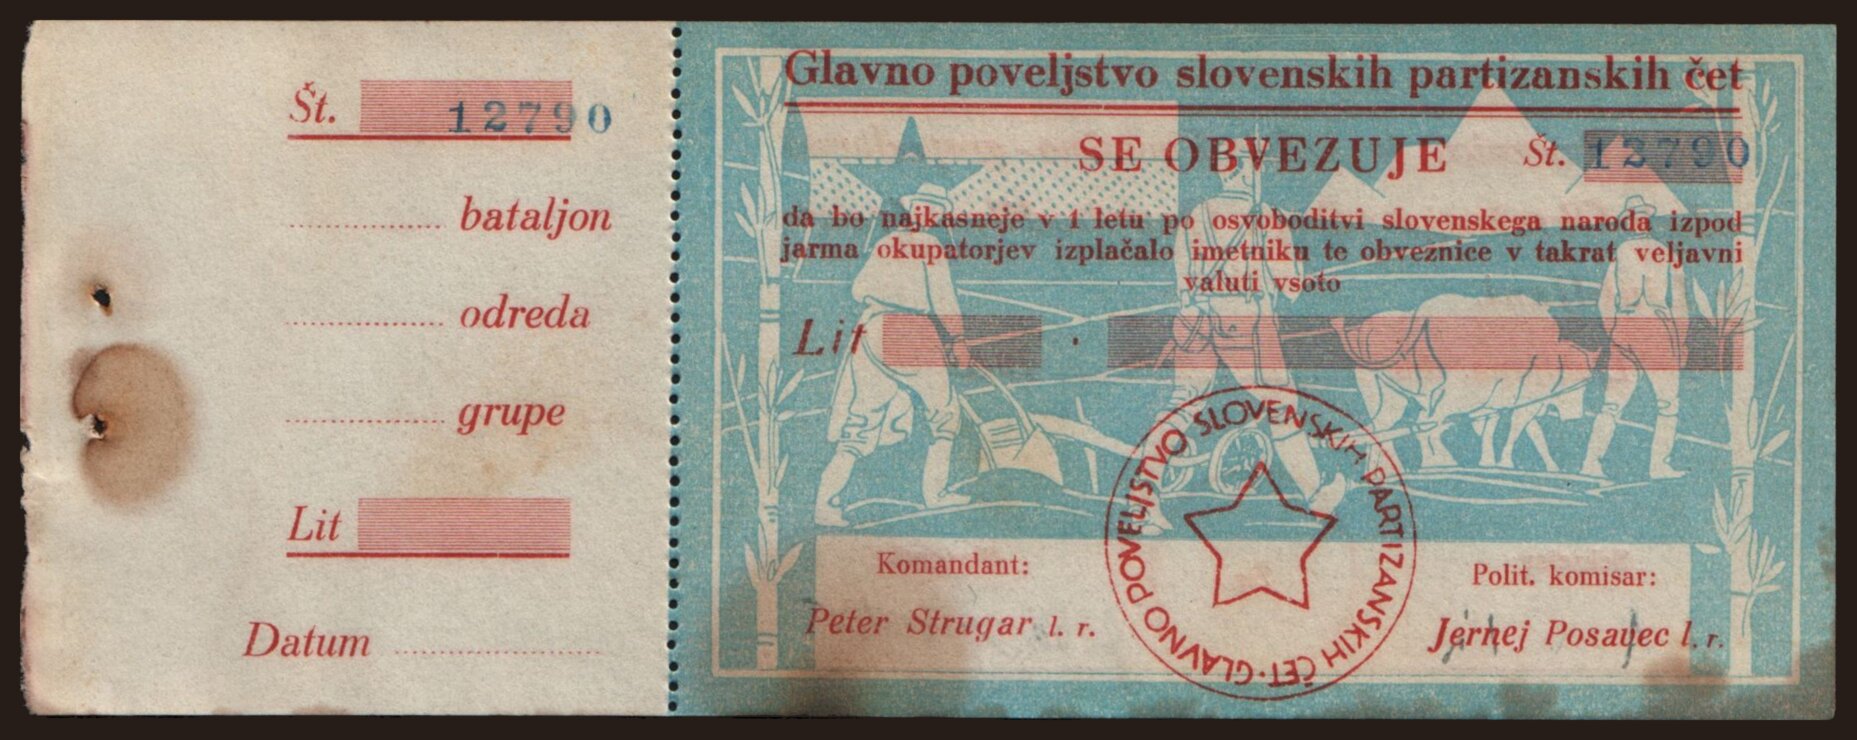 Št. 12790
bataljon
odreda
grupe
Lit
Datum
Glavno poveljstvo slovenskih partizanskih čet
SE OBVEZUJE Št. 12790
da bo najkasneje v 1 letu po osvoboditvi slovenskega naroda izpod
jarma okupatorjev izplačalo imetniku te obveznice v takrat veljavni
valuti vsoto
Lit
Komandant:
Peter Strugar l. r.
GLAVNO POVELJSTVO SLOVENSKIH PARTIZANSKIH ČET·
Polit. komisar:
Jernej Posavec l. r.